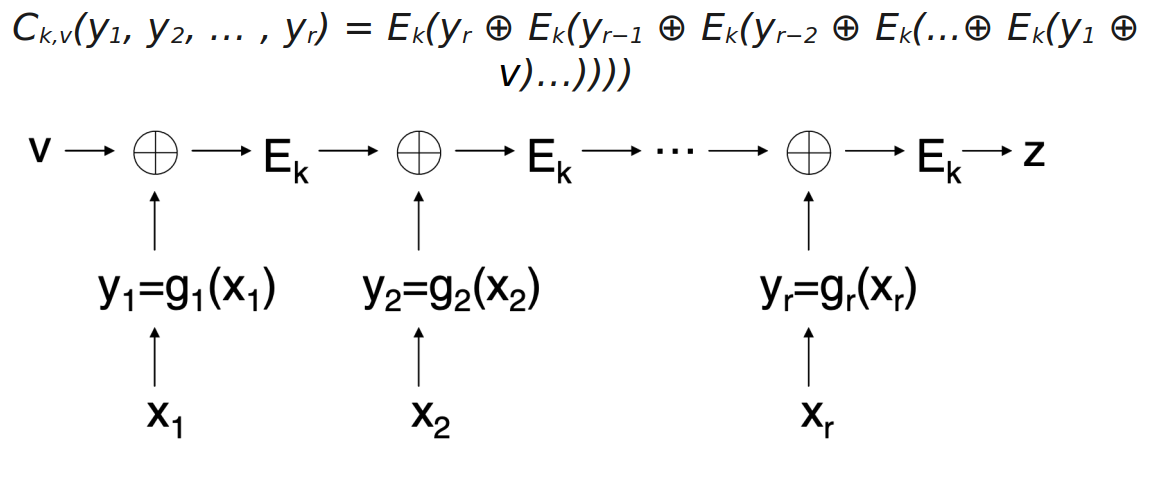 Cₖ,ᵥ(y₁, y₂, … , yᵣ) = Eₖ(yᵣ ⊕ Eₖ(yᵣ₋₁ ⊕ Eₖ(yᵣ₋₂ ⊕ Eₖ(…⊕ Eₖ(y₁ ⊕
v)…))))
v → ⊕ → Eₖ → ⊕ → Eₖ → ⋯ → ⊕ → Eₖ → z
y₁=g₁(x₁) y₂=g₂(x₂) yᵣ=gᵣ(xᵣ)
x₁ x₂ xᵣ